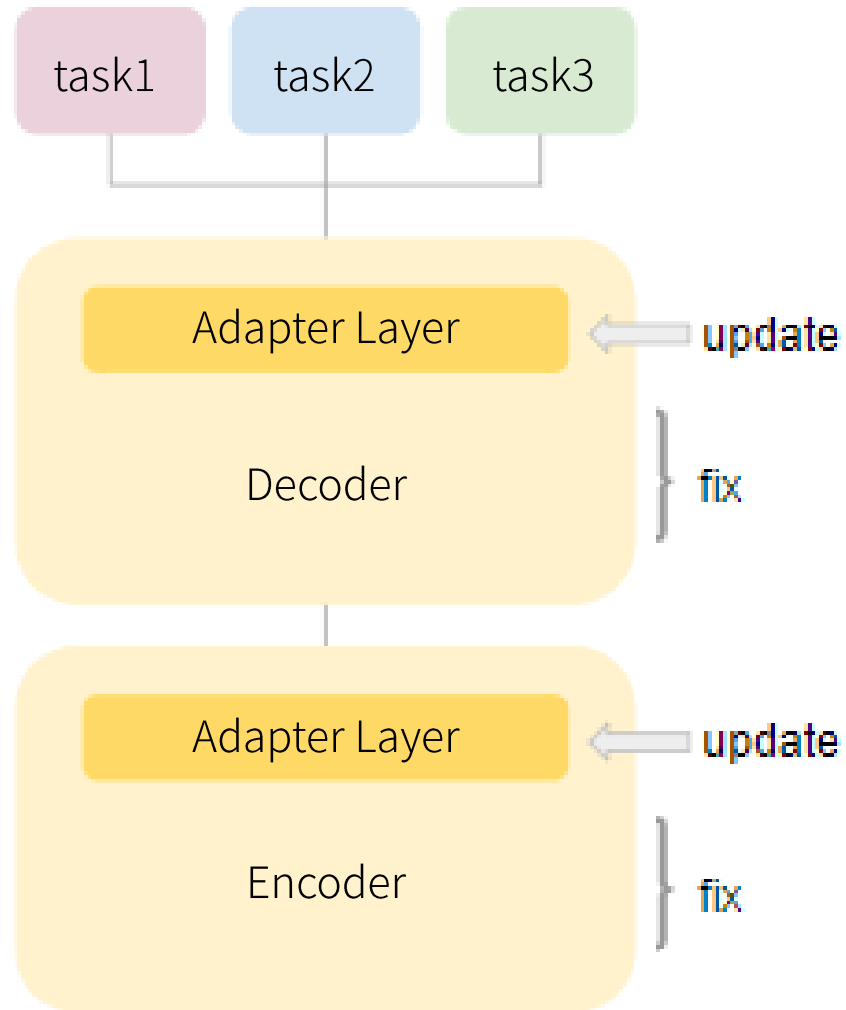 task1 task2 task3
Adapter Layer
update
Decoder
fix
Adapter Layer
update
Encoder
fix